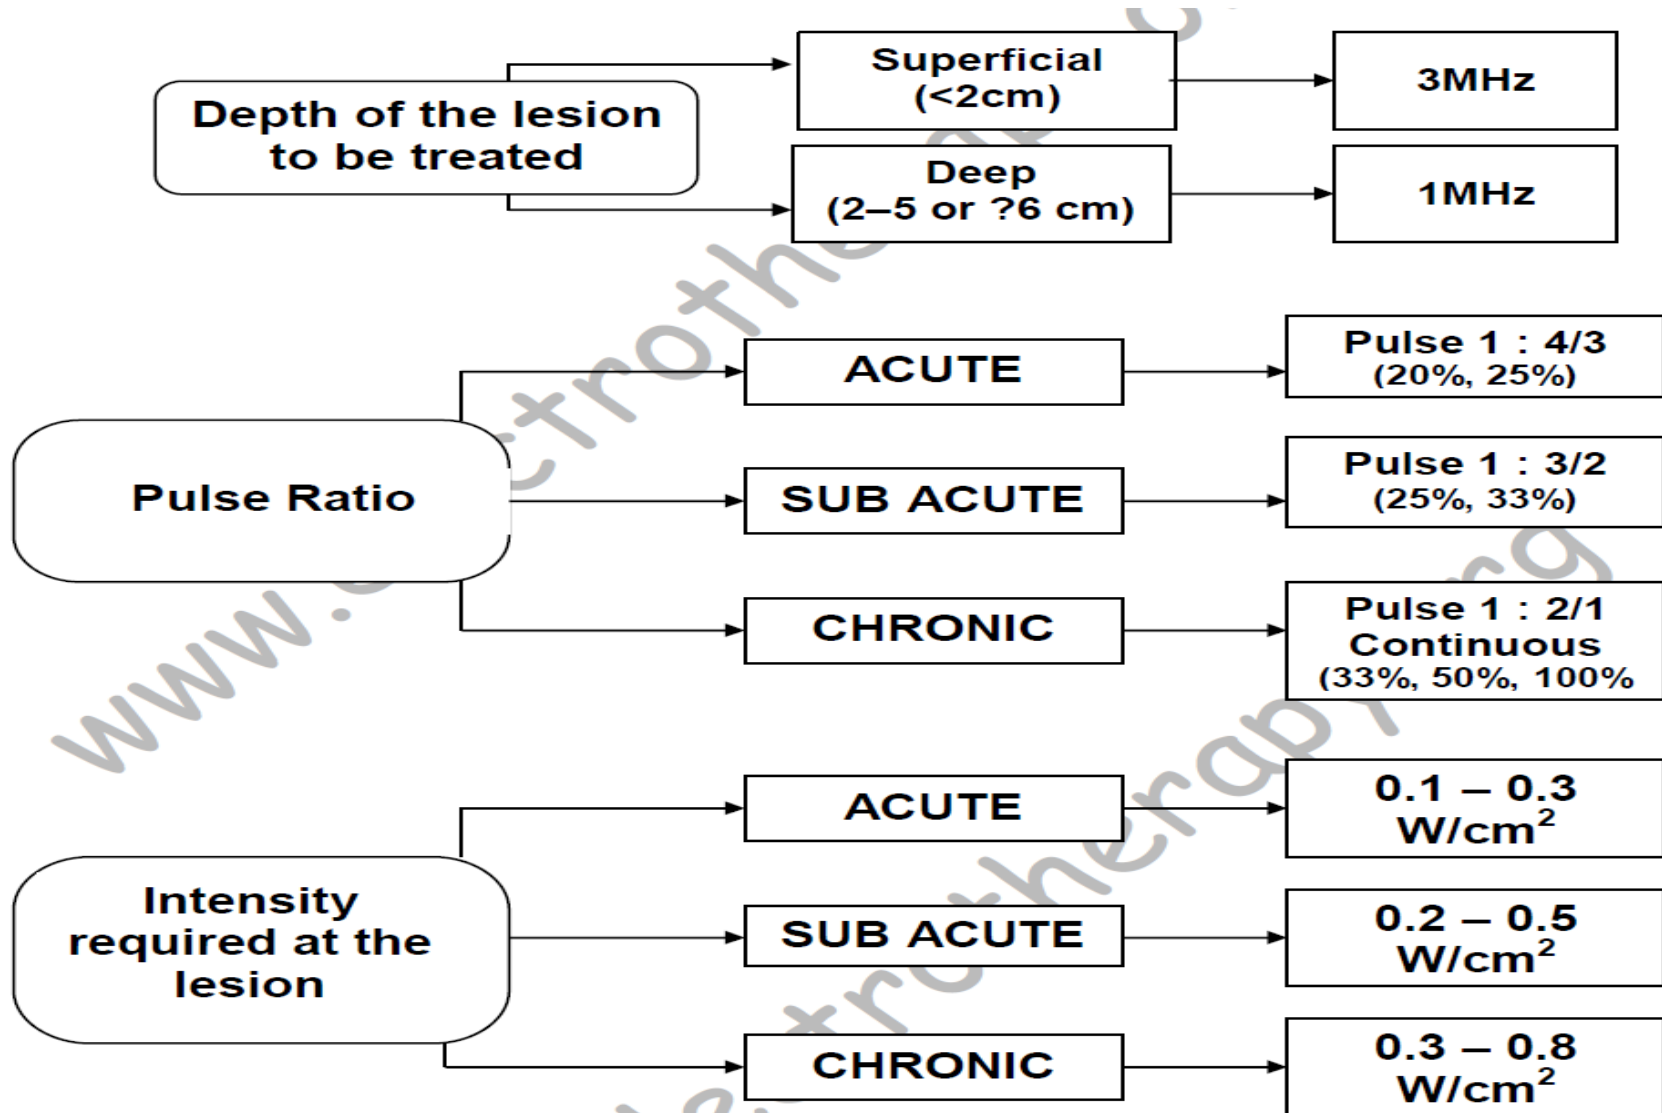 Depth of the lesion
to be treated
Superficial
(<2cm)
3MHz
Deep
(2–5 or ?6 cm)
1MHz
Pulse Ratio
ACUTE
Pulse 1 : 4/3
(20%, 25%)
SUB ACUTE
Pulse 1 : 3/2
(25%, 33%)
CHRONIC
Pulse 1 : 2/1
Continuous
(33%, 50%, 100%
Intensity
required at the
lesion
ACUTE
0.1 – 0.3
W/cm²
SUB ACUTE
0.2 – 0.5
W/cm²
CHRONIC
0.3 – 0.8
W/cm²